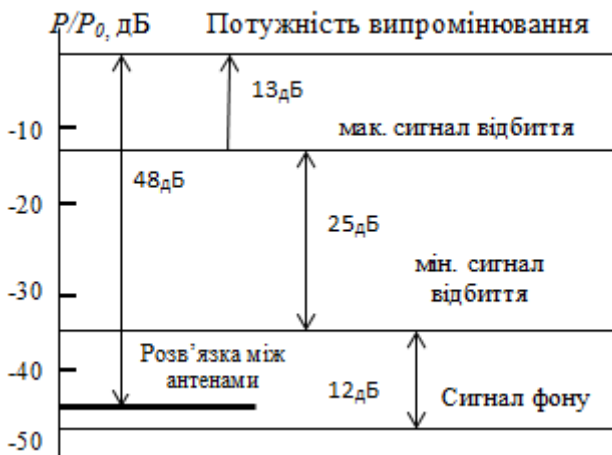 P/P₀, дБ Потужність випромінювання
13дБ
-10
мак. сигнал відбиття
48дБ
-20
25дБ
мін. сигнал
-30
відбиття
Розв’язка між
-40
антенами
12дБ
Сигнал фону
-50